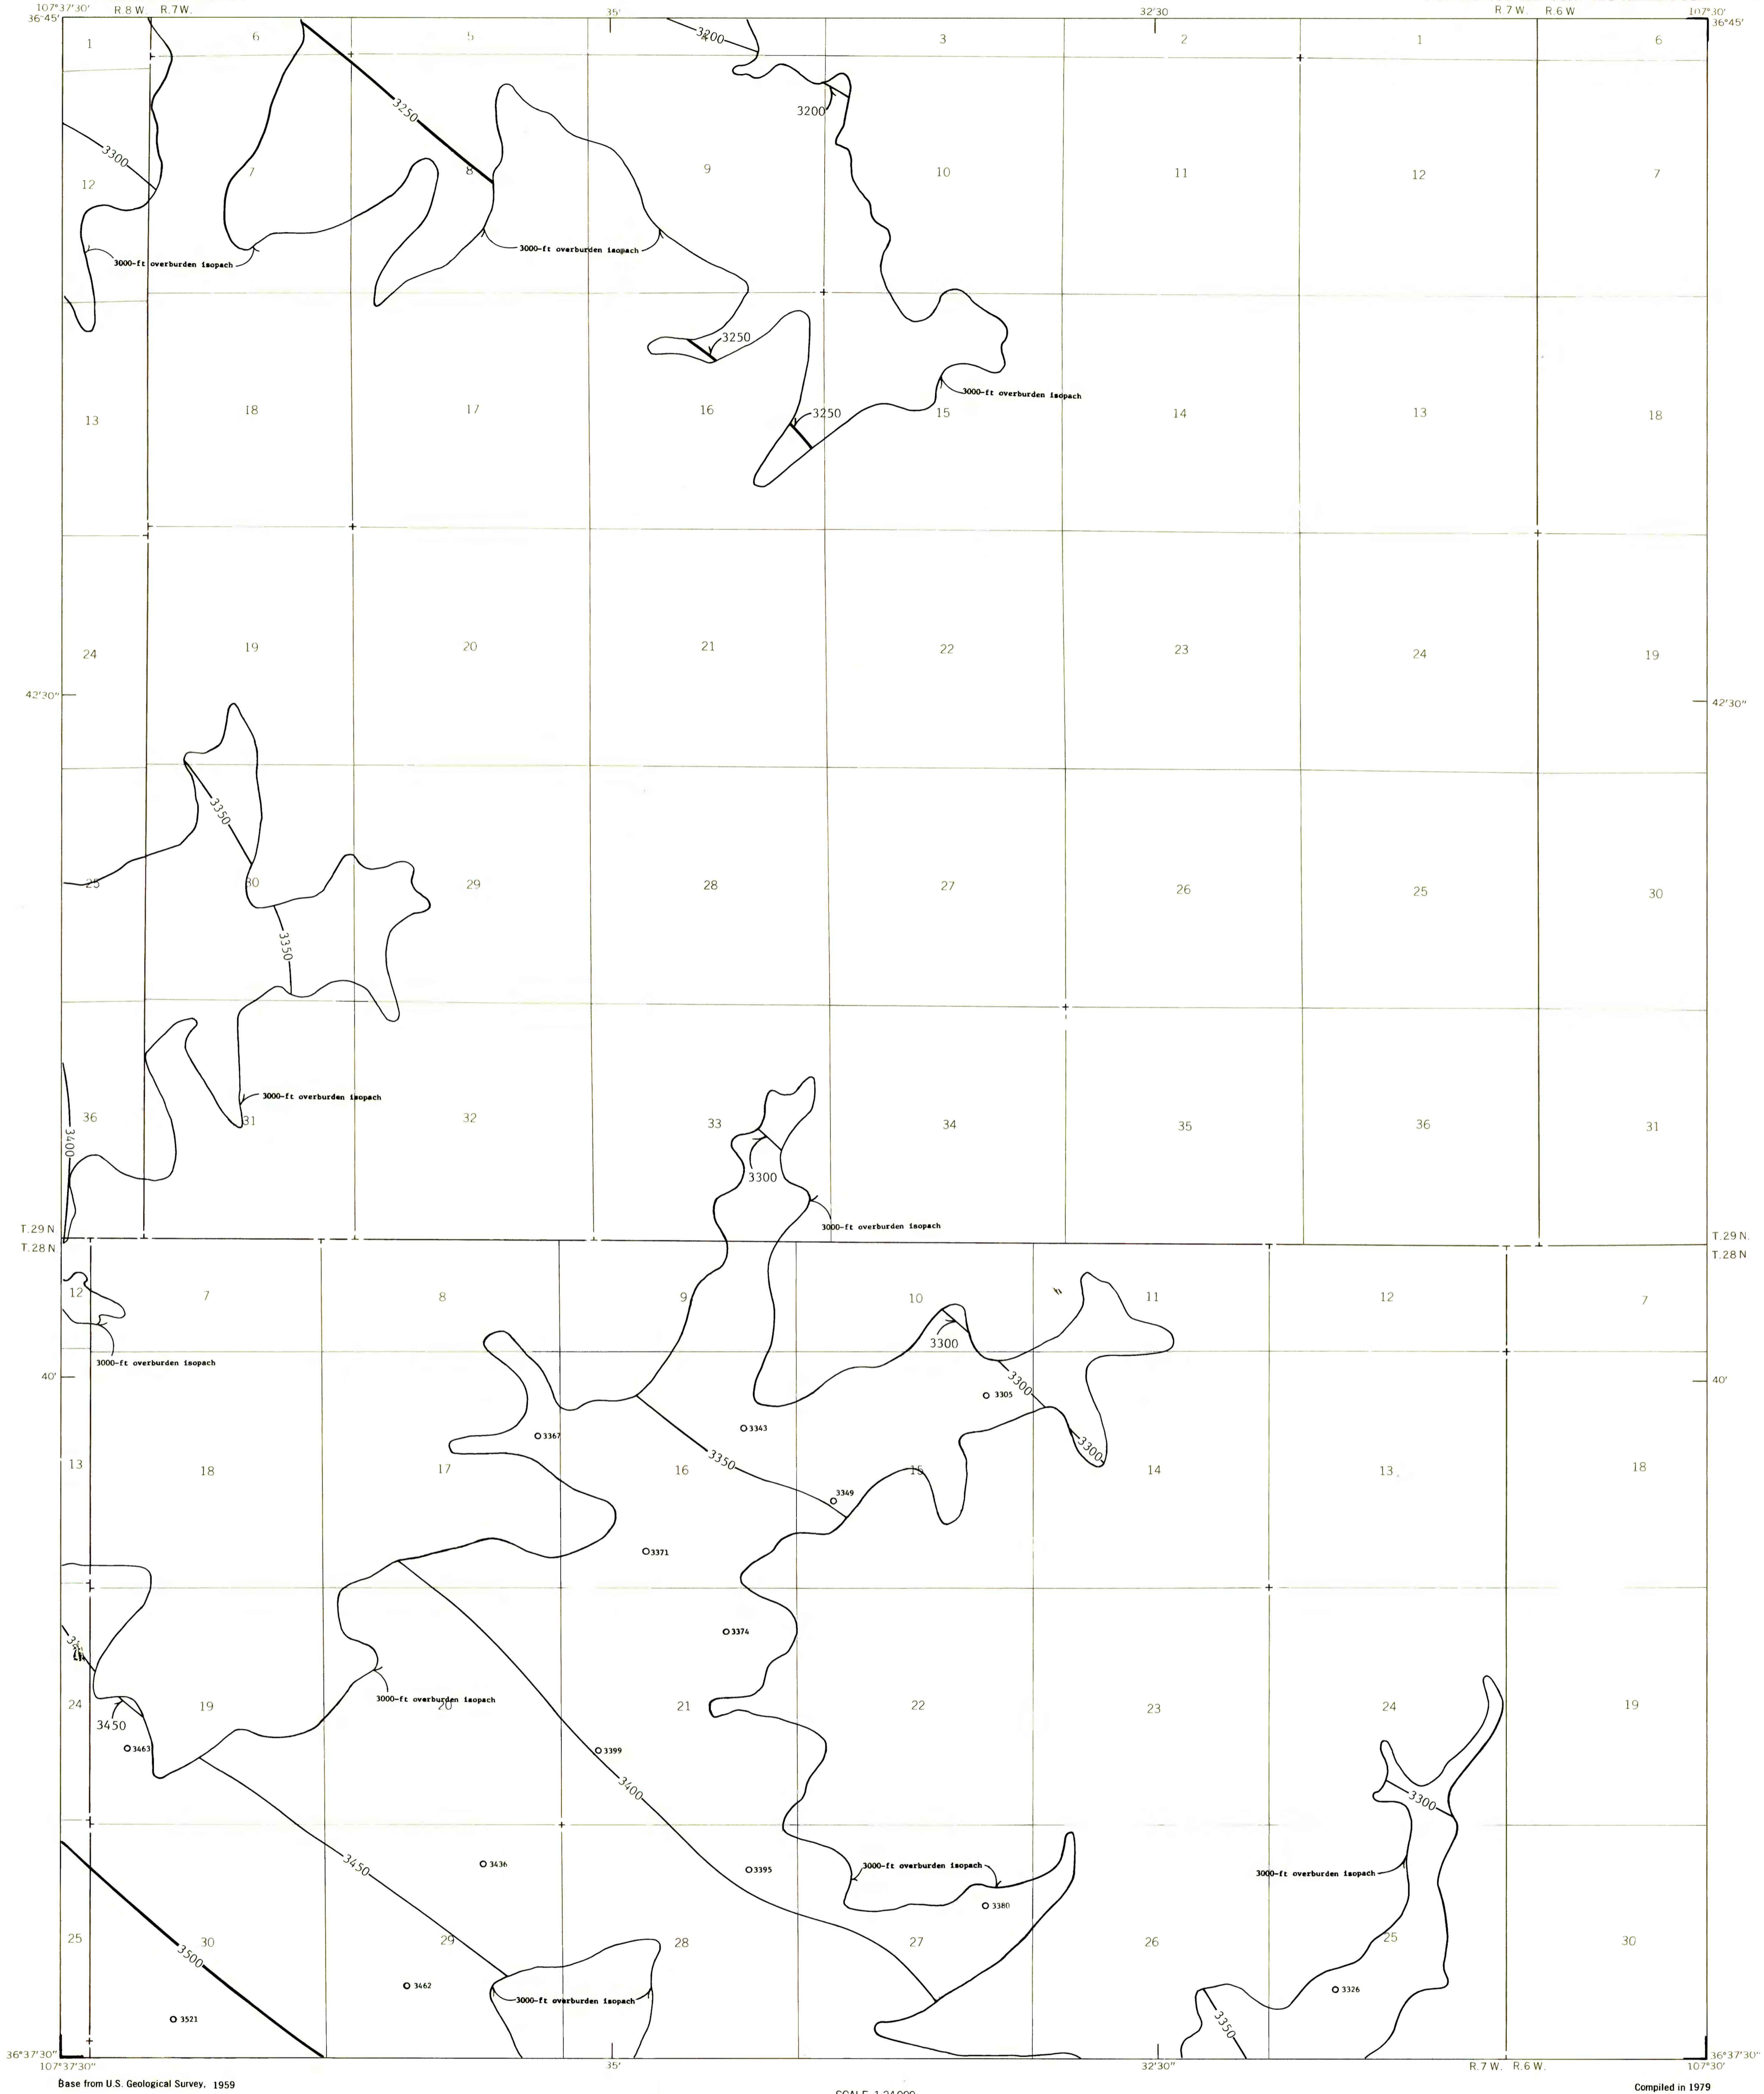 107°37'30" R.8 W. R.7W. 35' 32'30 R 7 W. R.6 W 107°30'
36°45' 36°45'
1 6 5 3 2 1 6
3200
3250
3200
3300
12 7 8 9 10 11 12 7
3000-ft overburden isopach
3000-ft overburden isopach
3250
3000-ft overburden isopach
13 18 17 16 3250 15 14 13 18
24 19 20 21 22 23 24 19
42'30" 42'30"
3350
25 30 29 28 27 26 25 30
3350
3000-ft overburden isopach
36 31 32 33 34 35 36 31
3400
3300
3000-ft overburden isopach
T.29 N T.29 N.
T.28 N T.28 N
12 7 8 9 10 11 12 7
3300
3000-ft overburden isopach
40' 40'
3300
3305
3343
3367
3300
3350
13 18 17 16 15 14 13 18
3349
3371
3374
3000-ft overburden isopach
24 19 20 21 22 23 24 19
3450
3463
3399
3400
3300
3450
3436
3395
3000-ft overburden isopach
3000-ft overburden isopach
3380
25 30 29 28 27 26 25 30
3500
3462
3000-ft overburden isopach
3326
3521
3350
36°37'30" 36°37'30"
107°37'30" 35' 32'30" R.7 W. R.6 W. 107°30'
Base from U.S. Geological Survey, 1959
Compiled in 1979